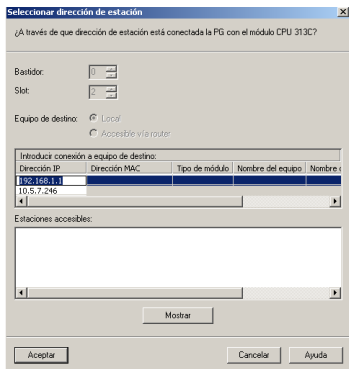 Seleccionar dirección de estación
¿A través de que dirección de estación está conectada la PG con el módulo CPU 313C?
Bastidor: 0
Slot: 2
Equipo de destino: Local
Accesible vía router
Introducir conexión a equipo de destino:
Dirección IP Dirección MAC Tipo de módulo Nombre del equipo Nombre d
192.168.1.1
10.5.7.246
Estaciones accesibles:
Mostrar
Aceptar Cancelar Ayuda